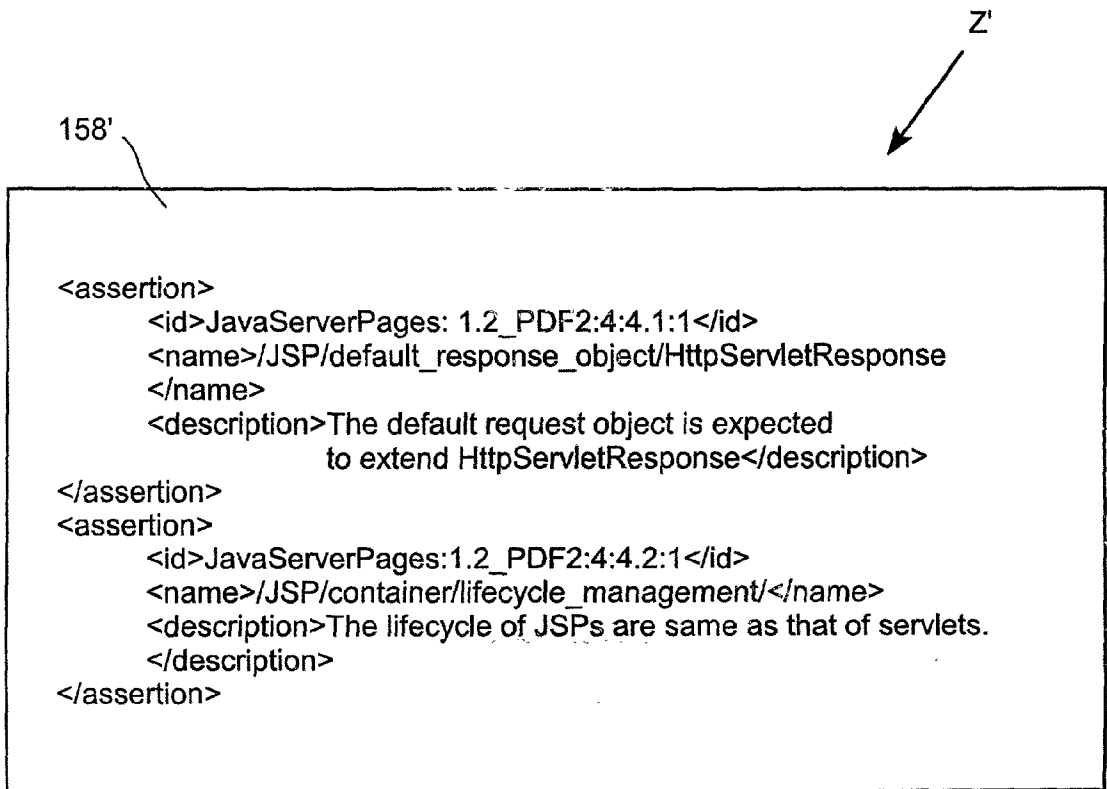 Z'
158'
<assertion>
<id>JavaServerPages: 1.2_PDF2:4:4.1:1</id>
<name>/JSP/default_response_object/HttpServletResponse
</name>
<description>The default request object is expected
to extend HttpServletResponse</description>
</assertion>
<assertion>
<id>JavaServerPages:1.2_PDF2:4:4.2:1</id>
<name>/JSP/container/lifecycle_management/</name>
<description>The lifecycle of JSPs are same as that of servlets.
</description>
</assertion>